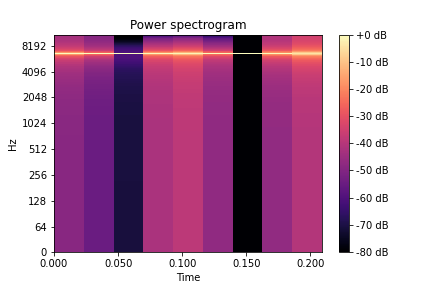 Power spectrogram
Hz
8192
4096
2048
1024
512
256
128
64
0
0.000 0.050 0.100 0.150 0.200
Time
+0 dB
-10 dB
-20 dB
-30 dB
-40 dB
-50 dB
-60 dB
-70 dB
-80 dB